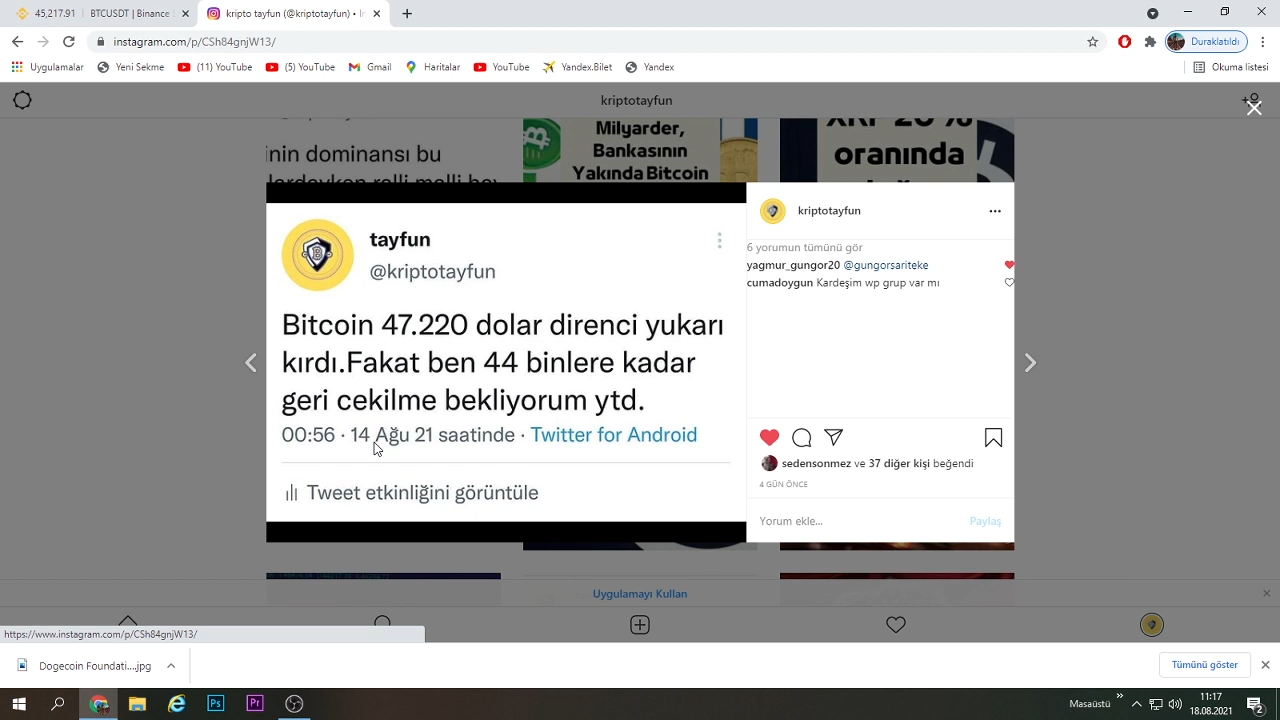 45,217.91 | BTCUSDT | Binance
kripto tayfun (@kriptotayfun) • I
instagram.com/p/CSh84gnjW13/
Duraklatıldı
Uygulamalar
Yeni Sekme
(11) YouTube
(5) YouTube
Gmail
Haritalar
YouTube
Yandex.Bilet
Yandex
Okuma listesi
kriptotayfun
inin dominansı bu
Milyarder,
Bankasının
Yakında Bitcoin
XRP 20 %
oranında
tayfun
@kriptotayfun
Bitcoin 47.220 dolar direnci yukarı
kırdı.Fakat ben 44 binlere kadar
geri cekilme bekliyorum ytd.
00:56 · 14 Ağu 21 saatinde · Twitter for Android
Tweet etkinliğini görüntüle
kriptotayfun
6 yorumun tümünü gör
yagmur_gungor20 @gungorsariteke
cumadoygun Kardeşim wp grup var mı
sedensonmez ve 37 diğer kişi beğendi
4 GÜN ÖNCE
Yorum ekle...
Paylaş
Uygulamayı Kullan
https://www.instagram.com/p/CSh84gnjW13/
Dogecoin Foundati....jpg
Tümünü göster
Ps
Pr
Masaüstü
11:17
18.08.2021
2